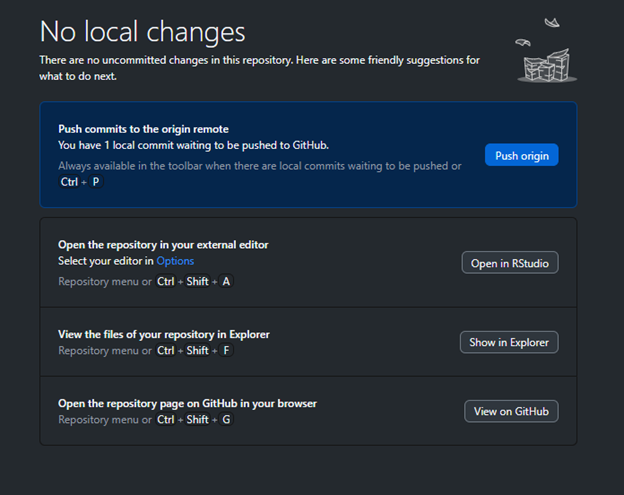 No local changes
There are no uncommitted changes in this repository. Here are some friendly suggestions for
what to do next.
Push commits to the origin remote
You have 1 local commit waiting to be pushed to GitHub.
Always available in the toolbar when there are local commits waiting to be pushed or
Ctrl + P
Push origin
Open the repository in your external editor
Select your editor in Options
Repository menu or Ctrl + Shift + A
Open in RStudio
View the files of your repository in Explorer
Repository menu or Ctrl + Shift + F
Show in Explorer
Open the repository page on GitHub in your browser
Repository menu or Ctrl + Shift + G
View on GitHub